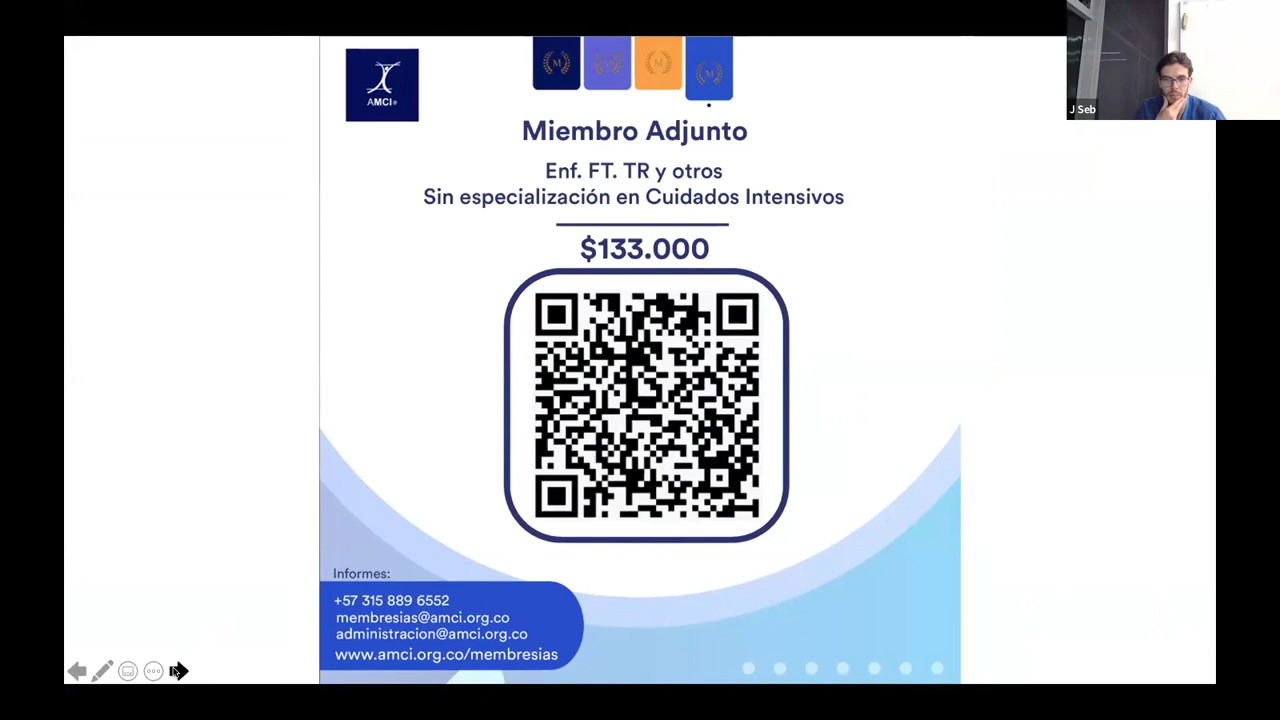 AMCI®
M
M
M
M
Miembro Adjunto
Enf. FT. TR y otros
Sin especialización en Cuidados Intensivos
$133.000
Informes:
+57 315 889 6552
membresias@amci.org.co
administracion@amci.org.co
www.amci.org.co/membresias
J Seb